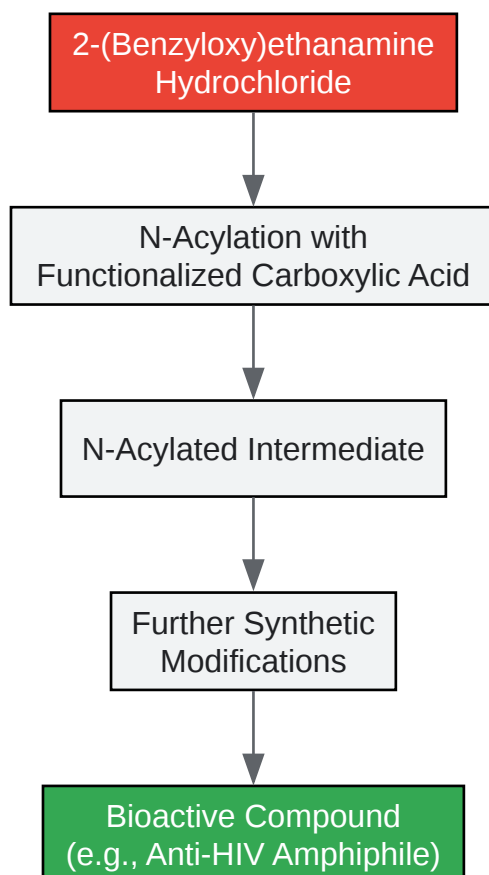 2-(Benzyloxy)ethanamine
Hydrochloride
N-Acylation with
Functionalized Carboxylic Acid
N-Acylated Intermediate
Further Synthetic
Modifications
Bioactive Compound
(e.g., Anti-HIV Amphiphile)